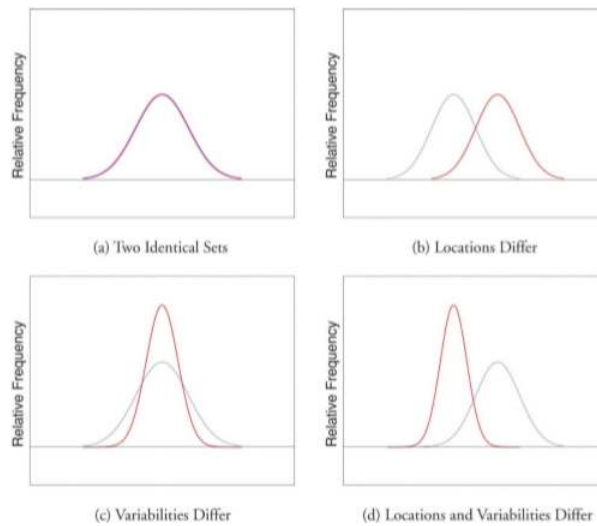 Relative Frequency
Relative Frequency
(a) Two Identical Sets
(b) Locations Differ
Relative Frequency
Relative Frequency
(c) Variabilities Differ
(d) Locations and Variabilities Differ